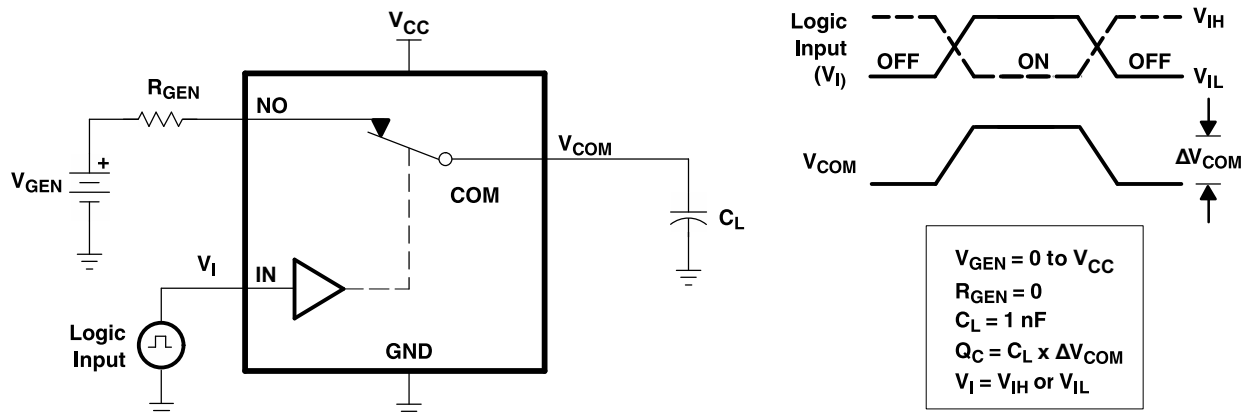 V_CC
R_GEN
NO
V_GEN
+
V_COM
COM
C_L
V_I
IN
Logic
Input
GND
Logic
Input
(V_I)
OFF
ON
OFF
V_IH
V_IL
V_COM
ΔV_COM
V_GEN = 0 to V_CC
R_GEN = 0
C_L = 1 nF
Q_C = C_L x ΔV_COM
V_I = V_IH or V_IL